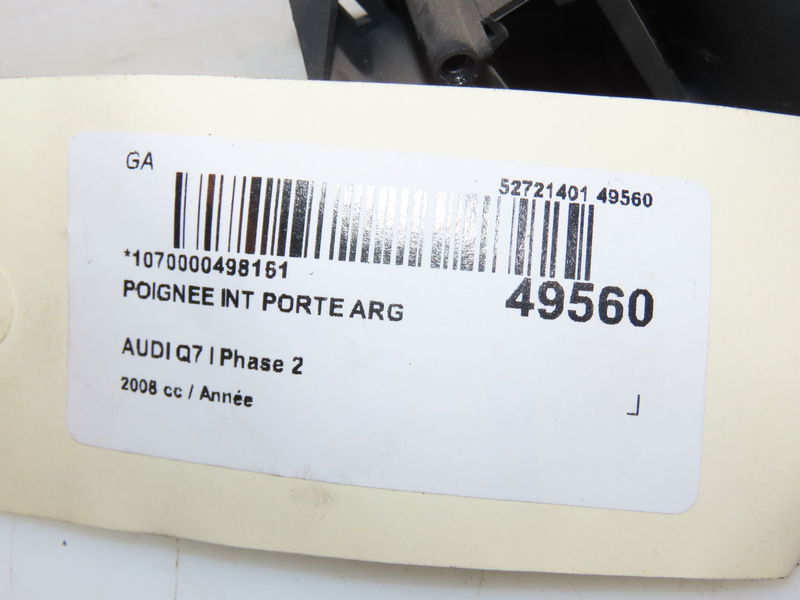 GA
52721401 49560
*1070000498161
49560
POIGNEE INT PORTE ARG
AUDI Q7 I Phase 2
2008 cc / Année